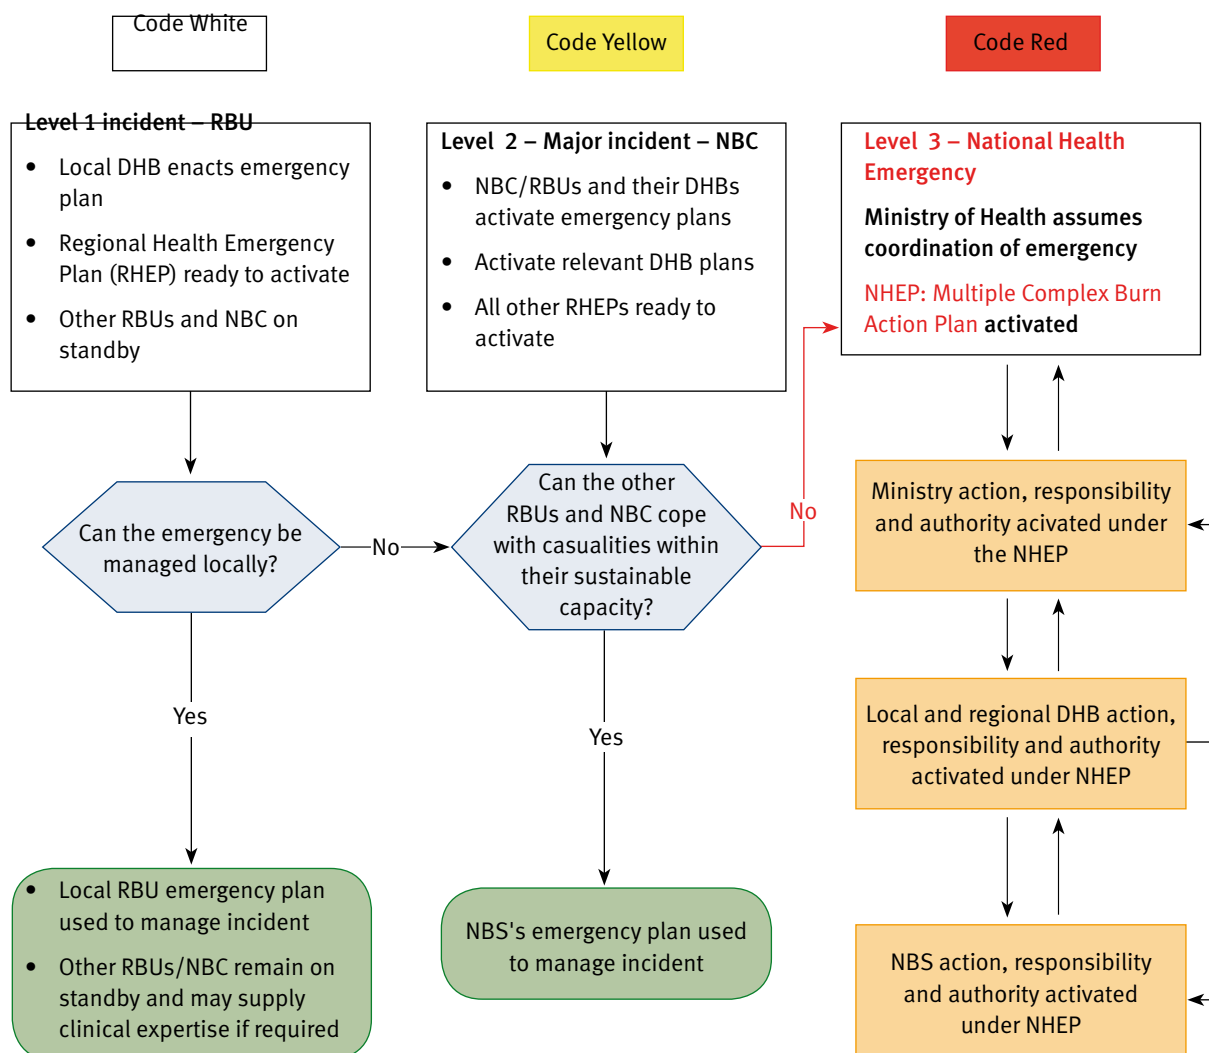 Code White
Code Yellow
Code Red
Level 1 incident – RBU
• Local DHB enacts emergency
plan
• Regional Health Emergency
Plan (RHEP) ready to activate
• Other RBUs and NBC on
standby
Level 2 – Major incident – NBC
• NBC/RBUs and their DHBs
activate emergency plans
• Activate relevant DHB plans
• All other RHEPs ready to
activate
Level 3 – National Health
Emergency
Ministry of Health assumes
coordination of emergency
NHEP: Multiple Complex Burn
Action Plan activated
Can the emergency be
managed locally?
No
Can the other
RBUs and NBC cope
with casualities within
their sustainable
capacity?
No
Ministry action, responsibility
and authority acivated under
the NHEP
Yes
Yes
Local and regional DHB action,
responsibility and authority
activated under NHEP
• Local RBU emergency plan
used to manage incident
• Other RBUs/NBC remain on
standby and may supply
clinical expertise if required
NBS's emergency plan used
to manage incident
NBS action, responsibility
and authority activated
under NHEP